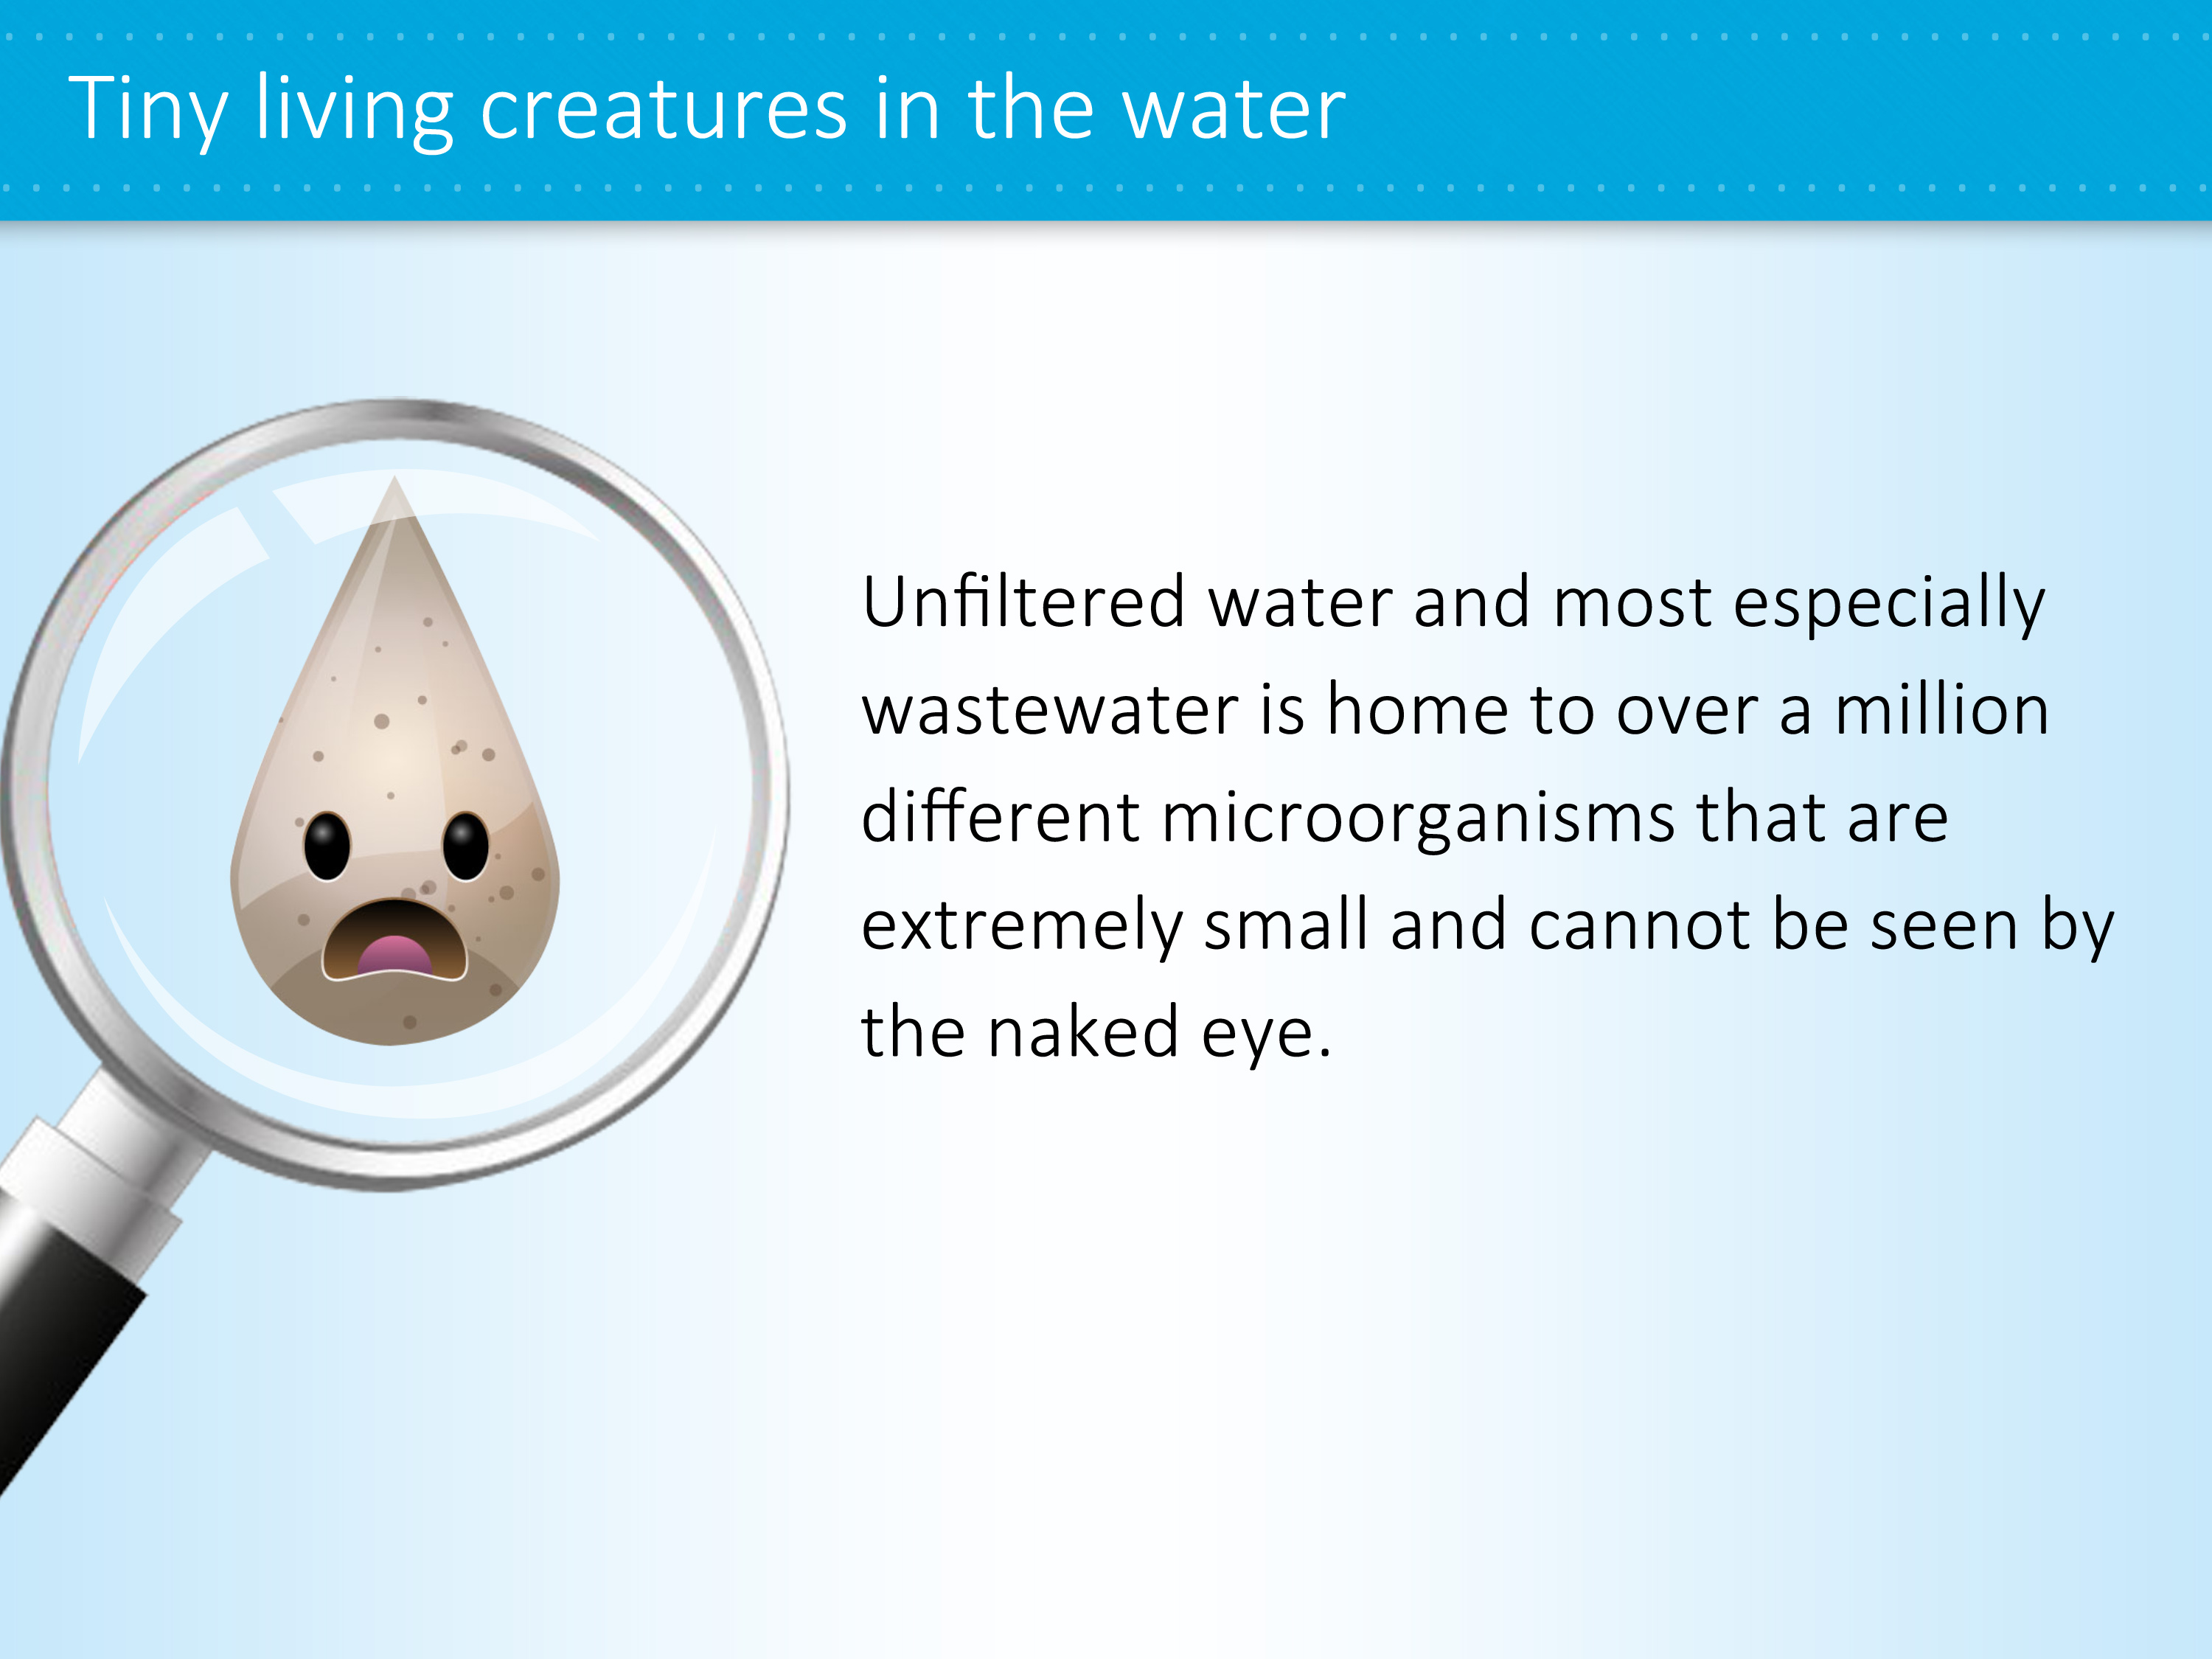 Tiny living creatures in the water
Unfiltered water and most especially
wastewater is home to over a million
different microorganisms that are
extremely small and cannot be seen by
the naked eye.